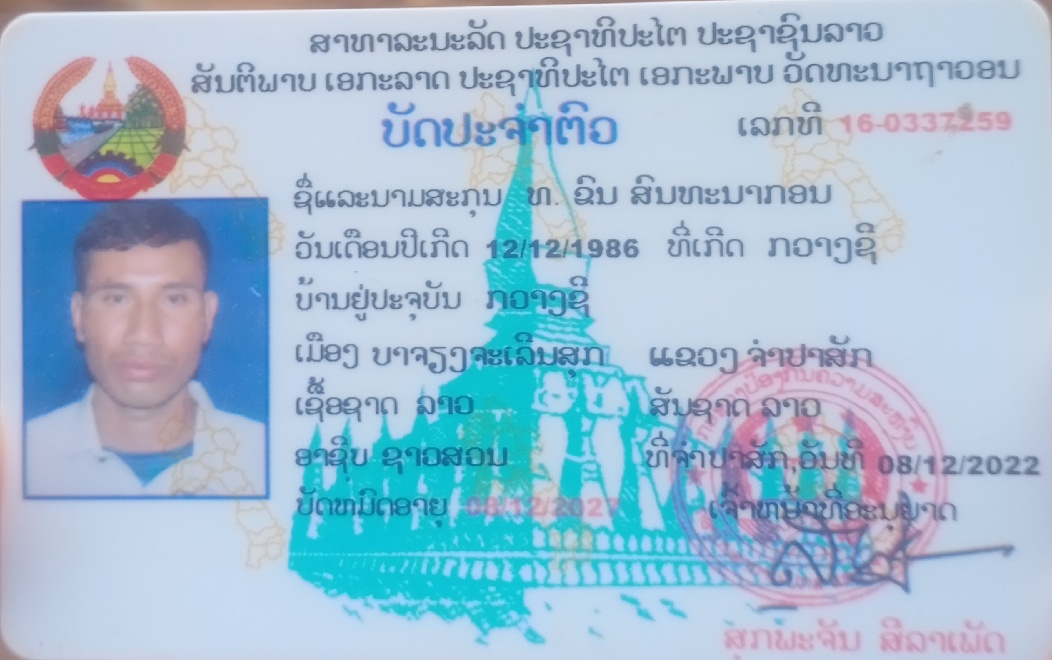 ສາທາລະນະລັດ ປະຊາທິປະໄຕ ປະຊາຊົນລາວ
ສັນຕິພາບ ເອກະລາດ ປະຊາທິປະໄຕ ເອກະພາບ ວັດທະນາຖາວອນ
ບັດປະຈຳຕົວ ເລກທີ 16-0337259
ຊື່ແລະນາມສະກຸນ ທ. ຂົນ ສົນທະນາກອນ
ວັນເດືອນປີເກີດ 12/12/1986 ທີ່ເກີດ ກວາງຊີ
ບ້ານຢູ່ປະຈຸບັນ ກວາງຊີ
ເມືອງ ບາຈຽງຈະເລີນສຸກ ແຂວງ ຈຳປາສັກ
ເຊື້ອຊາດ ລາວ ສັນຊາດ ລາວ
ອາຊີບ ຊາວສວນ ທີ່ຈຳປາສັກ,ວັນທີ 08/12/2022
ບັດຫມົດອາຍຸ 08/12/2027 ເຈົ້າຫນ້າທີ່ອະນຸຍາດ
ສຸກພະຈັນ ສີລາເພັດ